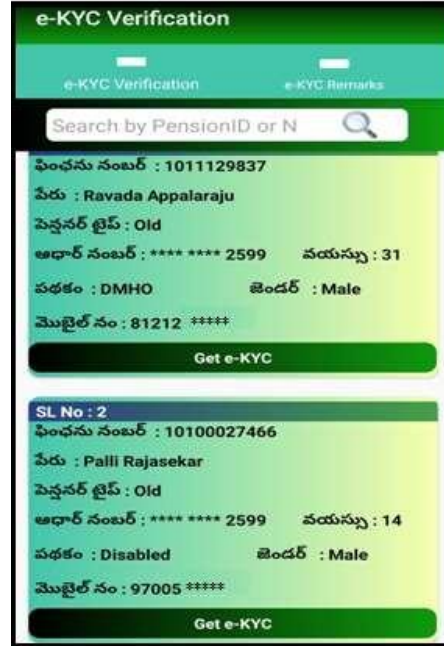 e-KYC Verification
e-KYC Verification e-KYC Remarks
Search by PensionID or N
ఫించను నంబర్ : 1011129837
పేరు : Ravada Appalaraju
పెన్షనర్ టైప్ : Old
ఆధార్ నంబర్ : **** **** 2599 వయస్సు : 31
పథకం : DMHO జెండర్ : Male
మొబైల్ నం : 81212 *****
Get e-KYC
SL No : 2
ఫించను నంబర్ : 10100027466
పేరు : Palli Rajasekar
పెన్షనర్ టైప్ : Old
ఆధార్ నంబర్ : **** **** 2599 వయస్సు : 14
పథకం : Disabled జెండర్ : Male
మొబైల్ నం : 97005 *****
Get e-KYC